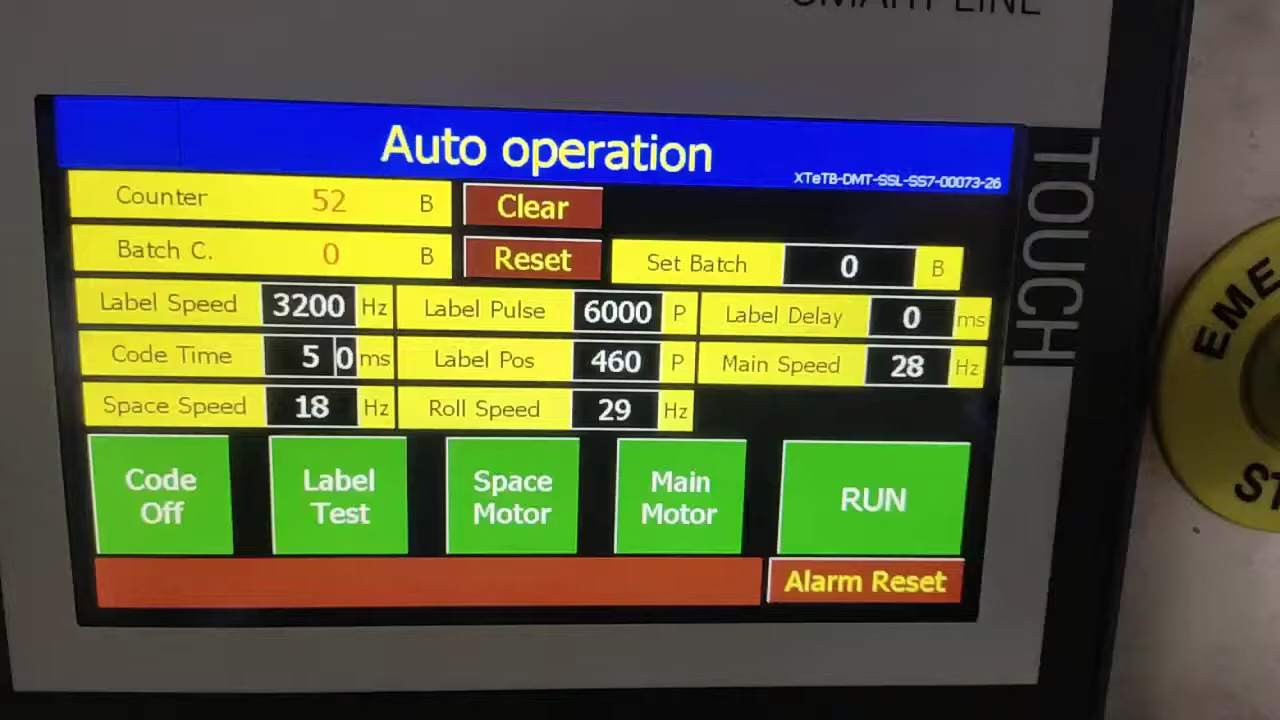 SMART LINE
Auto operation
XTeTB-DMT-SSL-SS7-00073-26
Counter 52 B Clear
Batch C. 0 B Reset Set Batch 0 B
Label Speed 3200 Hz Label Pulse 6000 P Label Delay 0 ms
Code Time 5 0 ms Label Pos 460 P Main Speed 28 Hz
Space Speed 18 Hz Roll Speed 29 Hz
Code Off
Label Test
Space Motor
Main Motor
RUN
Alarm Reset
TOUCH
EME
ST